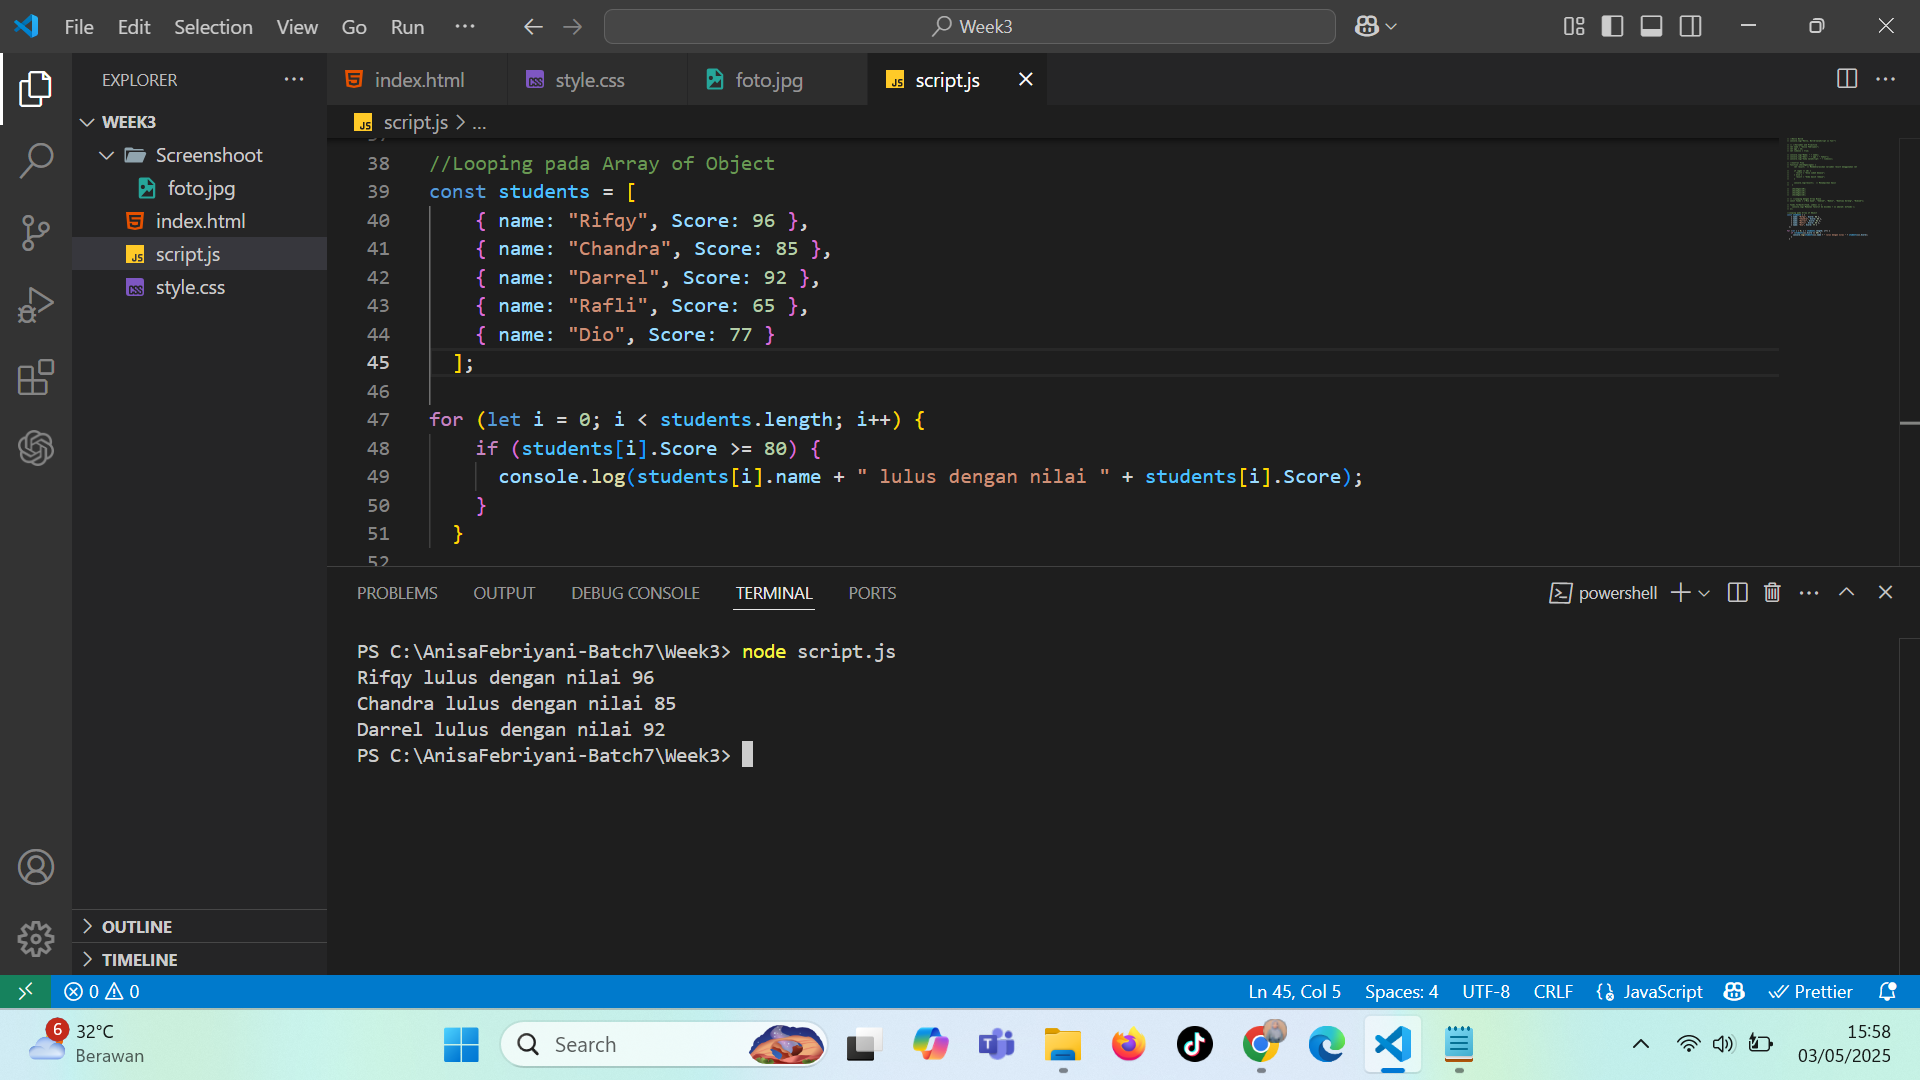 File Edit Selection View Go Run ··· Week3
EXPLORER ···
index.html style.css foto.jpg script.js
WEEK3
Screenshoot
foto.jpg
index.html
script.js
style.css
script.js > ...
38 //Looping pada Array of Object
39 const students = [
40 { name: "Rifqy", Score: 96 },
41 { name: "Chandra", Score: 85 },
42 { name: "Darrel", Score: 92 },
43 { name: "Rafli", Score: 65 },
44 { name: "Dio", Score: 77 }
45 ];
46
47 for (let i = 0; i < students.length; i++) {
48 if (students[i].Score >= 80) {
49 console.log(students[i].name + " lulus dengan nilai " + students[i].Score);
50 }
51 }
52
PROBLEMS OUTPUT DEBUG CONSOLE TERMINAL PORTS powershell
PS C:\AnisaFebriyani-Batch7\Week3> node script.js
Rifqy lulus dengan nilai 96
Chandra lulus dengan nilai 85
Darrel lulus dengan nilai 92
PS C:\AnisaFebriyani-Batch7\Week3>
OUTLINE
TIMELINE
0 0 Ln 45, Col 5 Spaces: 4 UTF-8 CRLF JavaScript Prettier
6 32°C
Berawan
Search
15:58
03/05/2025